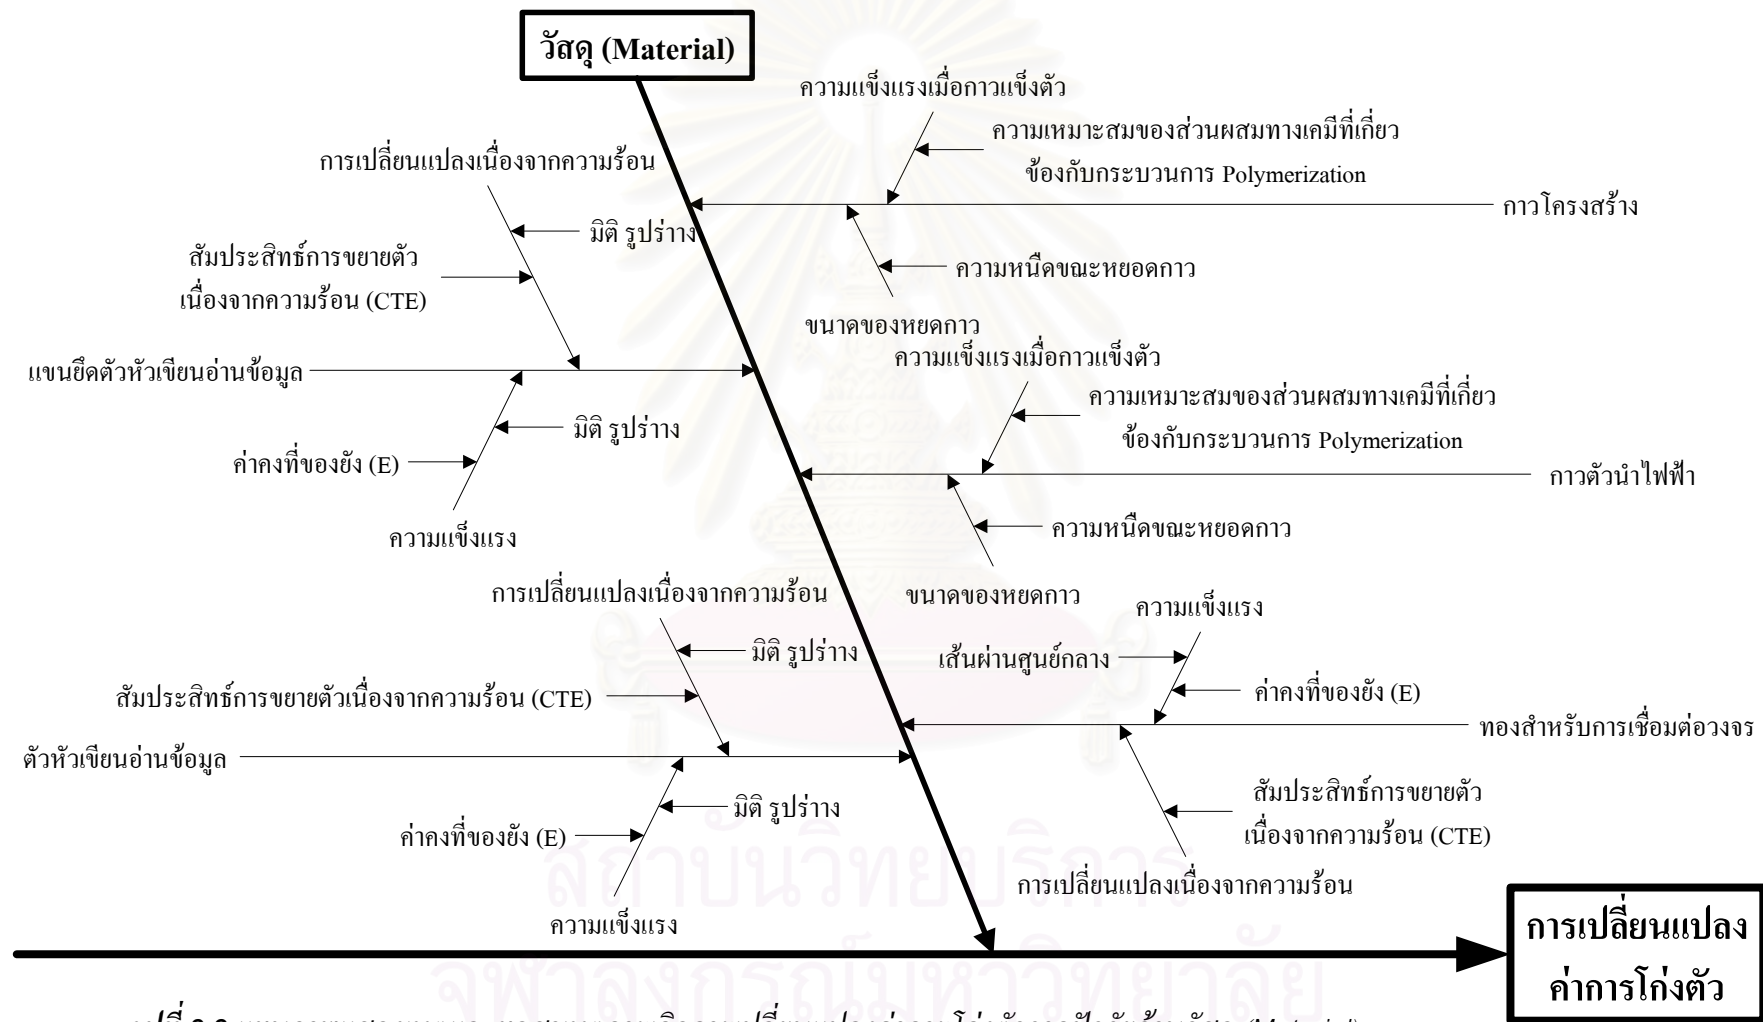 วัสดุ (Material)
ความแข็งแรงเมื่อกาวแข็งตัว
ความเหมาะสมของส่วนผสมทางเคมีที่เกี่ยว
ข้องกับกระบวนการ Polymerization
กาวโครงสร้าง
การเปลี่ยนแปลงเนื่องจากความร้อน
มิติ รูปร่าง
สัมประสิทธ์การขยายตัว
เนื่องจากความร้อน (CTE)
ความหนืดขณะหยอดกาว
ขนาดของหยดกาว
แขนยึดตัวหัวเขียนอ่านข้อมูล
ความแข็งแรงเมื่อกาวแข็งตัว
ความเหมาะสมของส่วนผสมทางเคมีที่เกี่ยว
ข้องกับกระบวนการ Polymerization
มิติ รูปร่าง
ค่าคงที่ของยัง (E)
ความแข็งแรง
กาวตัวนำไฟฟ้า
ความหนืดขณะหยอดกาว
ขนาดของหยดกาว
การเปลี่ยนแปลงเนื่องจากความร้อน
มิติ รูปร่าง
สัมประสิทธ์การขยายตัวเนื่องจากความร้อน (CTE)
ความแข็งแรง
เส้นผ่านศูนย์กลาง
ค่าคงที่ของยัง (E)
ทองสำหรับการเชื่อมต่อวงจร
ตัวหัวเขียนอ่านข้อมูล
มิติ รูปร่าง
ค่าคงที่ของยัง (E)
ความแข็งแรง
สัมประสิทธ์การขยายตัว
เนื่องจากความร้อน (CTE)
การเปลี่ยนแปลงเนื่องจากความร้อน
การเปลี่ยนแปลง
ค่าการโก่งตัว
สถาบันวิทยบริการ
จุฬาลงกรณ์มหาวิทยาลัย